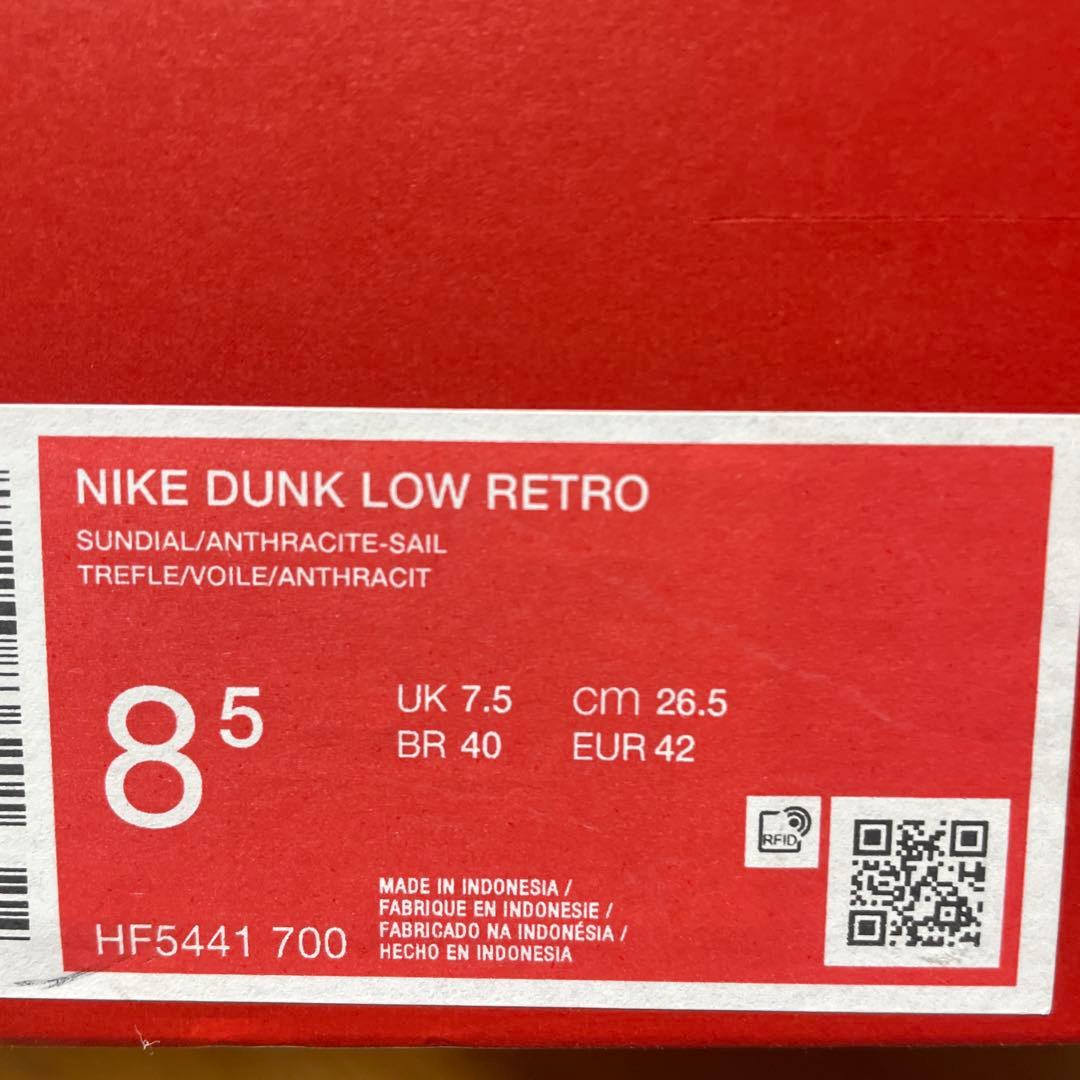 NIKE DUNK LOW RETRO
SUNDIAL/ANTHRACITE-SAIL
TREFLE/VOILE/ANTHRACIT
8 5
UK 7.5 cm 26.5
BR 40 EUR 42
RFID
MADE IN INDONESIA /
FABRIQUE EN INDONESIE /
FABRICADO NA INDONÉSIA /
HECHO EN INDONESIA
HF5441 700